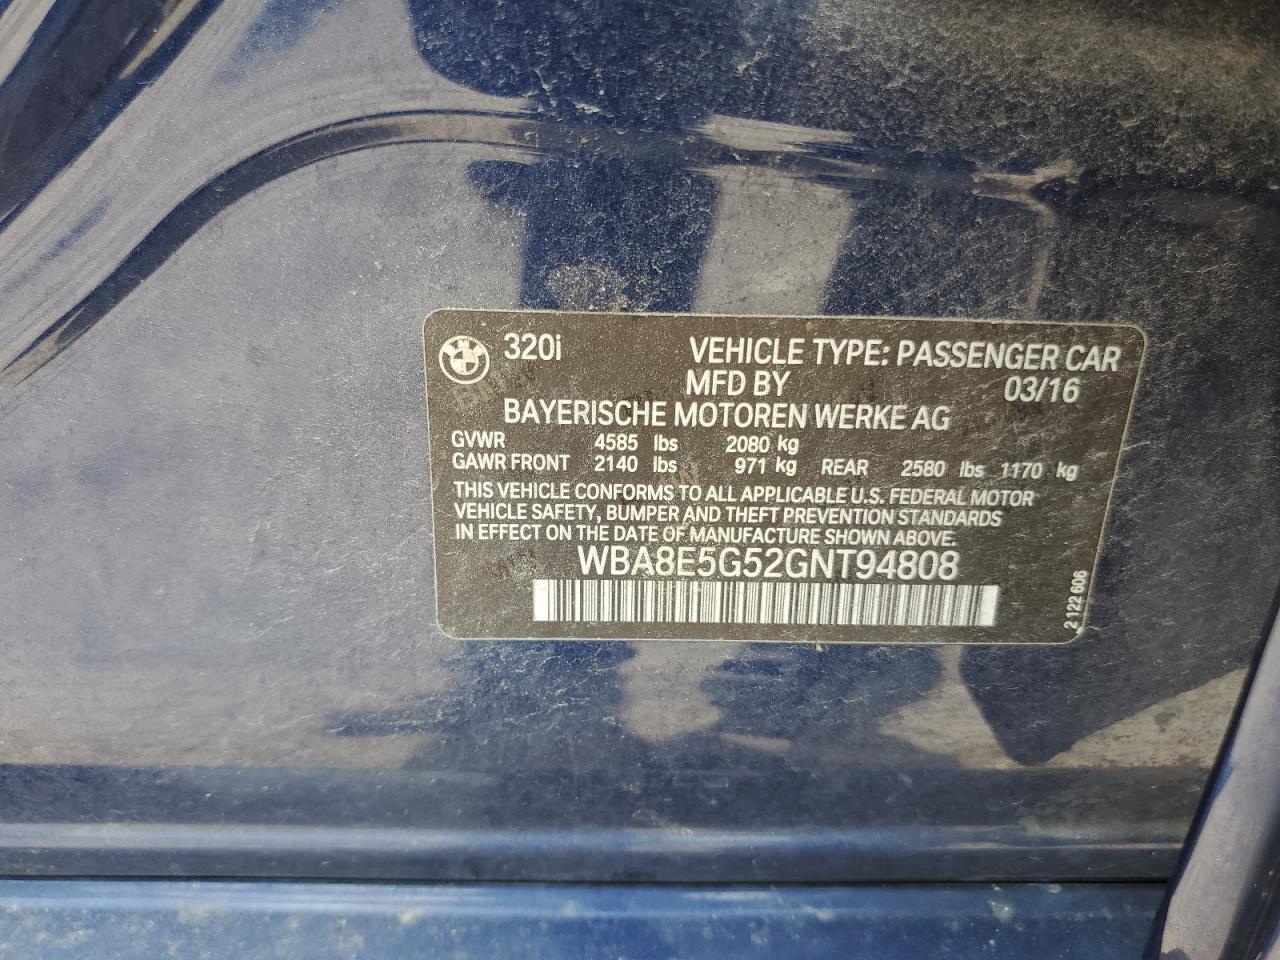 320i VEHICLE TYPE: PASSENGER CAR
MFD BY 03/16
BAYERISCHE MOTOREN WERKE AG
GVWR 4585 lbs 2080 kg
GAWR FRONT 2140 lbs 971 kg REAR 2580 lbs 1170 kg
THIS VEHICLE CONFORMS TO ALL APPLICABLE U.S. FEDERAL MOTOR
VEHICLE SAFETY, BUMPER AND THEFT PREVENTION STANDARDS
IN EFFECT ON THE DATE OF MANUFACTURE SHOWN ABOVE.
WBA8E5G52GNT94808
2 122 606